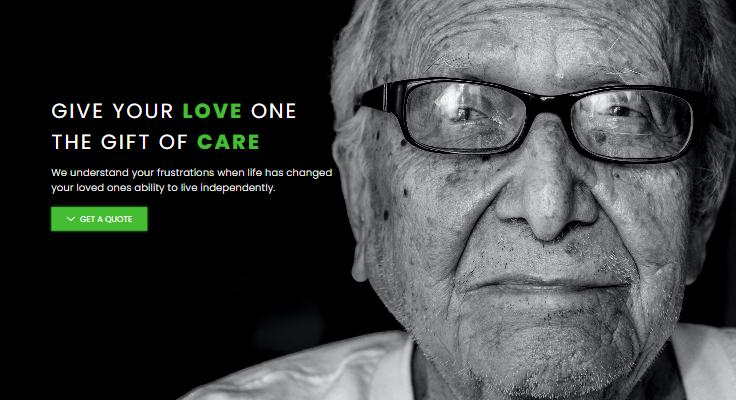 GIVE YOUR LOVE ONE
THE GIFT OF CARE
We understand your frustrations when life has changed
your loved ones ability to live independently.
GET A QUOTE